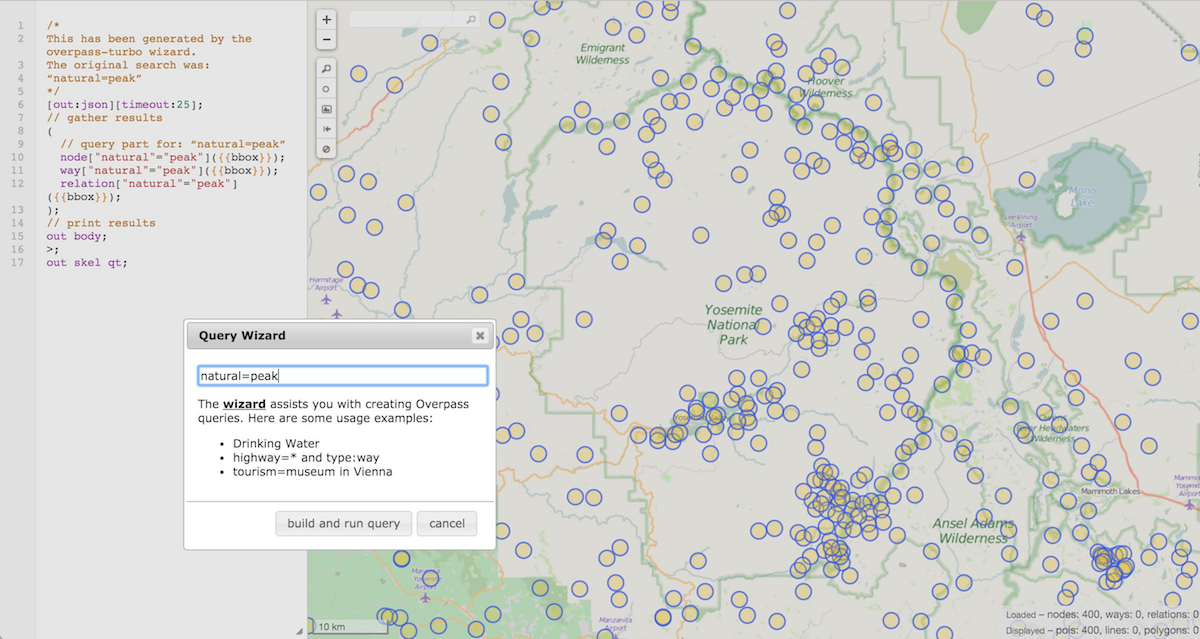 1 /*
2 This has been generated by the
overpass-turbo wizard.
3 The original search was:
4 “natural=peak”
5 */
6 [out:json][timeout:25];
7 // gather results
8 (
9 // query part for: “natural=peak”
10 node["natural"="peak"]({{bbox}});
11 way["natural"="peak"]({{bbox}});
12 relation["natural"="peak"]
({{bbox}});
13 );
14 // print results
15 out body;
16 >;
17 out skel qt;
+
−
Emigrant
Wilderness
Hoover
Wilderness
Mono
Lake
Lee Vining
Airport
Hermitage
Airport
Yosemite
National
Park
Query Wizard
natural=peak
The wizard assists you with creating Overpass
queries. Here are some usage examples:
• Drinking Water
• highway=* and type:way
• tourism=museum in Vienna
build and run query
cancel
Owens
River Headwaters
Wilderness
Mammoth Lakes
Mammoth
Yosemite
Airport
Ansel Adams
Wilderness
Yosemite
Airport
Manzanita
Airport
10 km
Loaded – nodes: 400, ways: 0, relations: 0
Displayed – pois: 400, lines: 0, polygons: 0